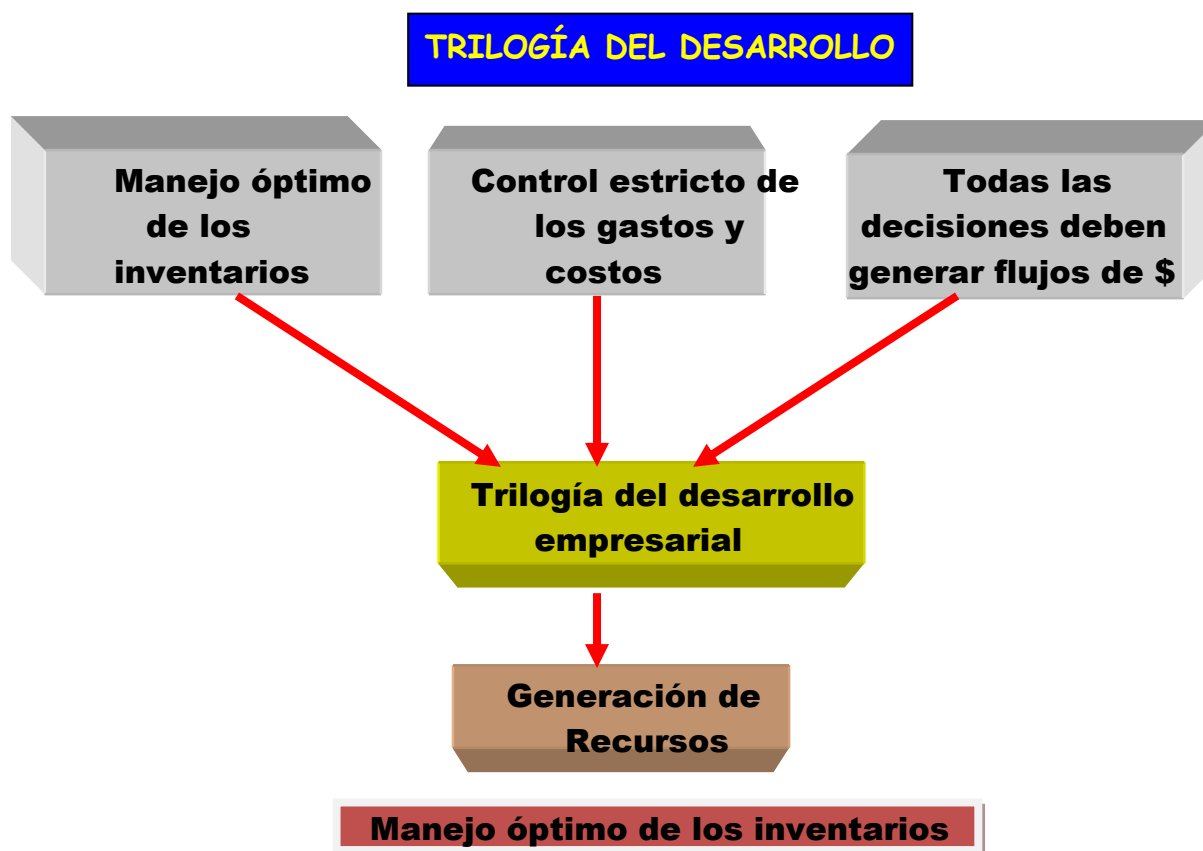 TRILOGÍA DEL DESARROLLO
Manejo óptimo
de los
inventarios
Control estricto de
los gastos y
costos
Todas las
decisiones deben
generar flujos de $
Trilogía del desarrollo
empresarial
Generación de
Recursos
Manejo óptimo de los inventarios